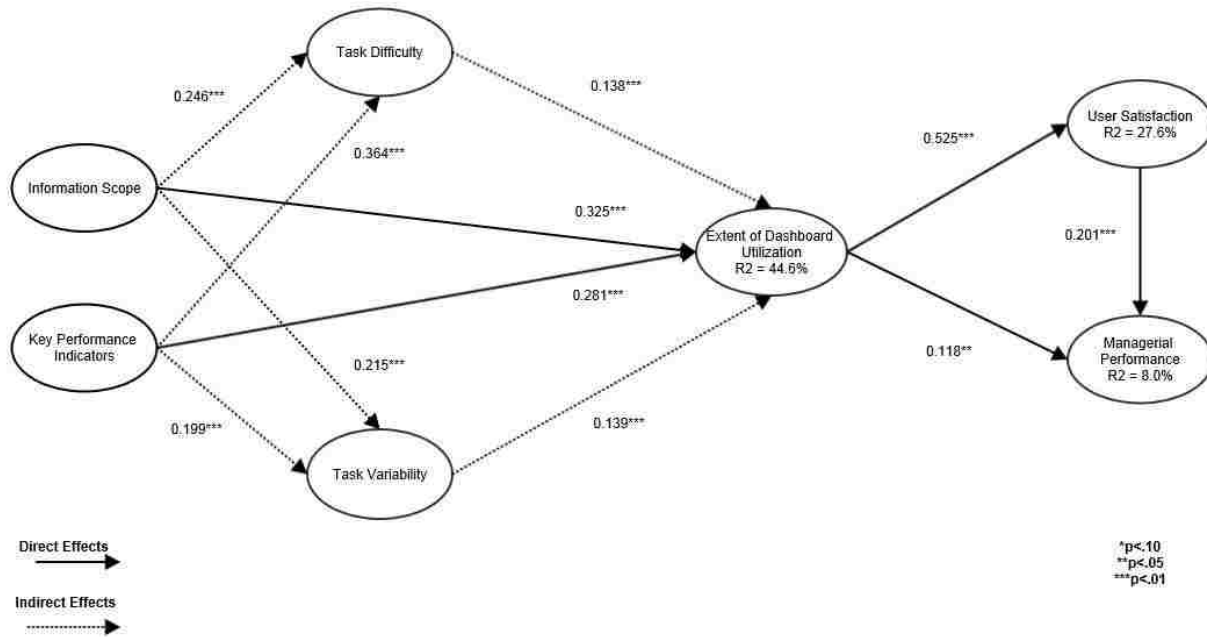 Task Difficulty
0.246***
0.138***
User Satisfaction
R2 = 27.6%
0.525***
0.364***
Information Scope
0.325***
Extent of Dashboard
Utilization
R2 = 44.6%
0.201***
0.281***
Key Performance
Indicators
0.215***
0.118**
Managerial
Performance
R2 = 8.0%
0.199***
0.139***
Task Variability
Direct Effects
Indirect Effects
*p<.10
**p<.05
***p<.01